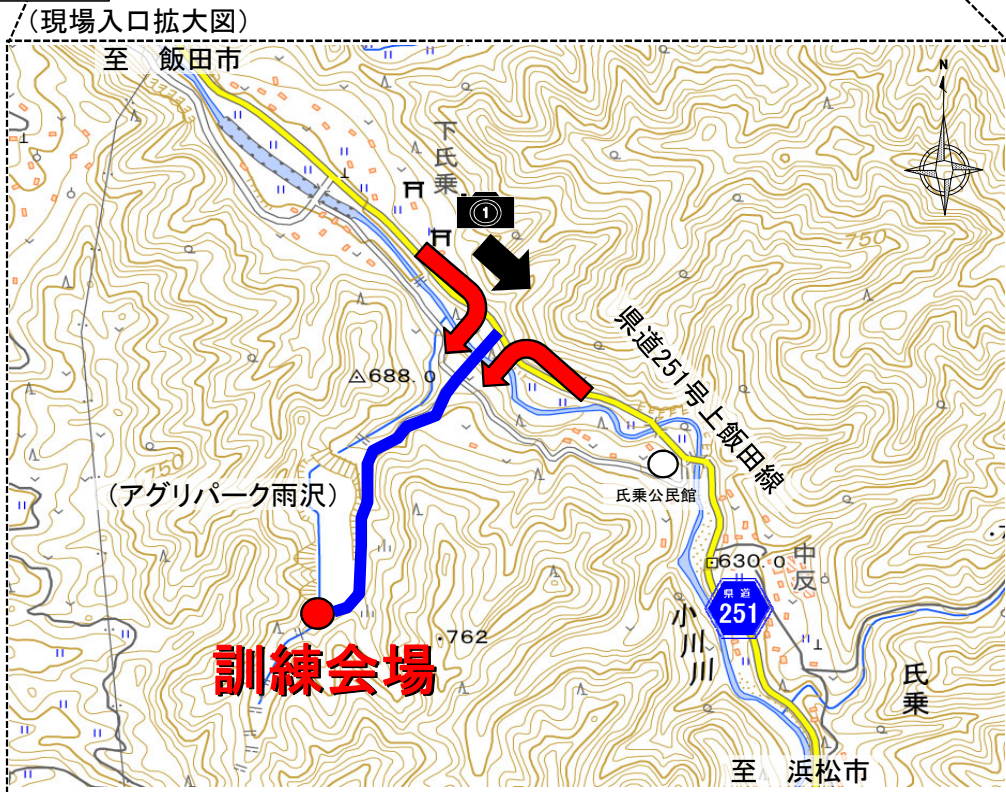 (現場入口拡大図)
至 飯田市
N
下氏乗
1
750
県道251号上飯田線
688.0
750
(アグリパーク雨沢)
氏乗公民館
630.0
中反
県道
251
小川川
762
訓練会場
氏乗
至 浜松市